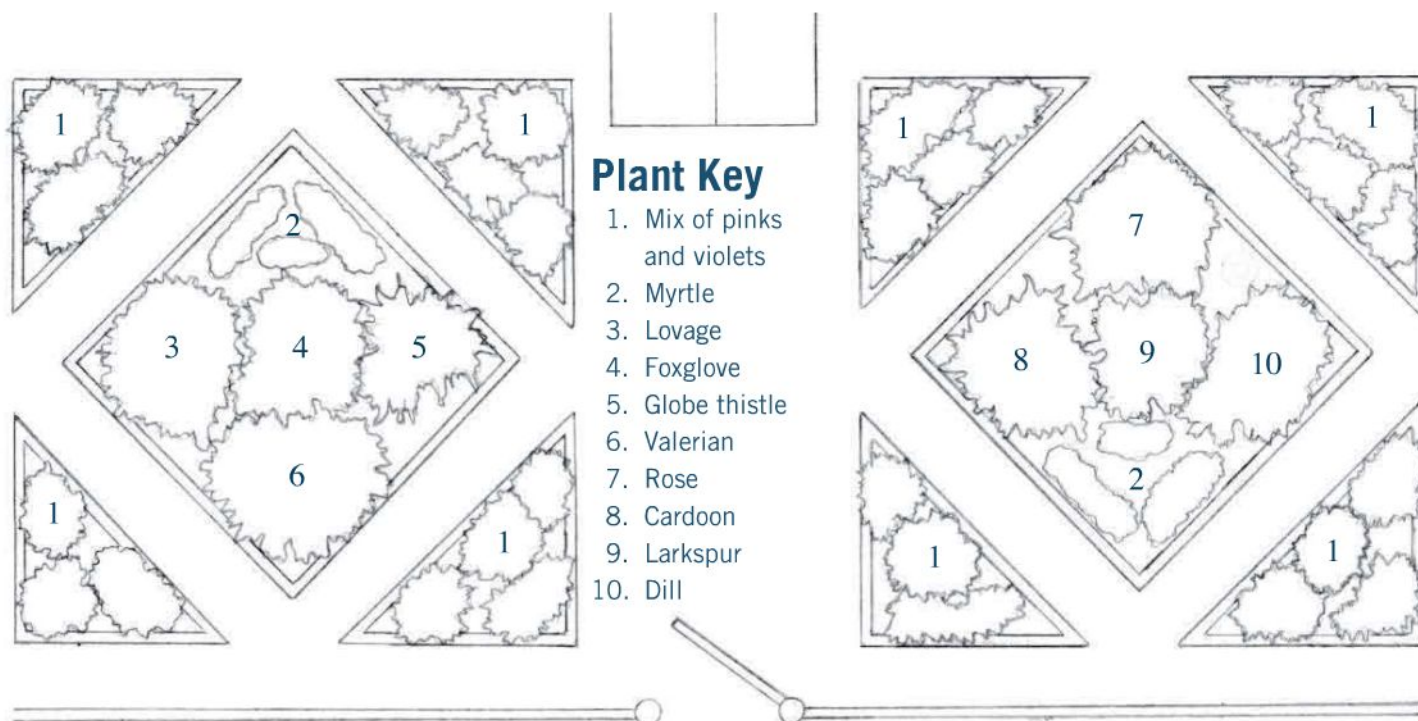 1
1
2
3
4
5
6
1
1
Plant Key
1. Mix of pinks
and violets
2. Myrtle
3. Lovage
4. Foxglove
5. Globe thistle
6. Valerian
7. Rose
8. Cardoon
9. Larkspur
10. Dill
1
1
7
8
9
10
2
1
1